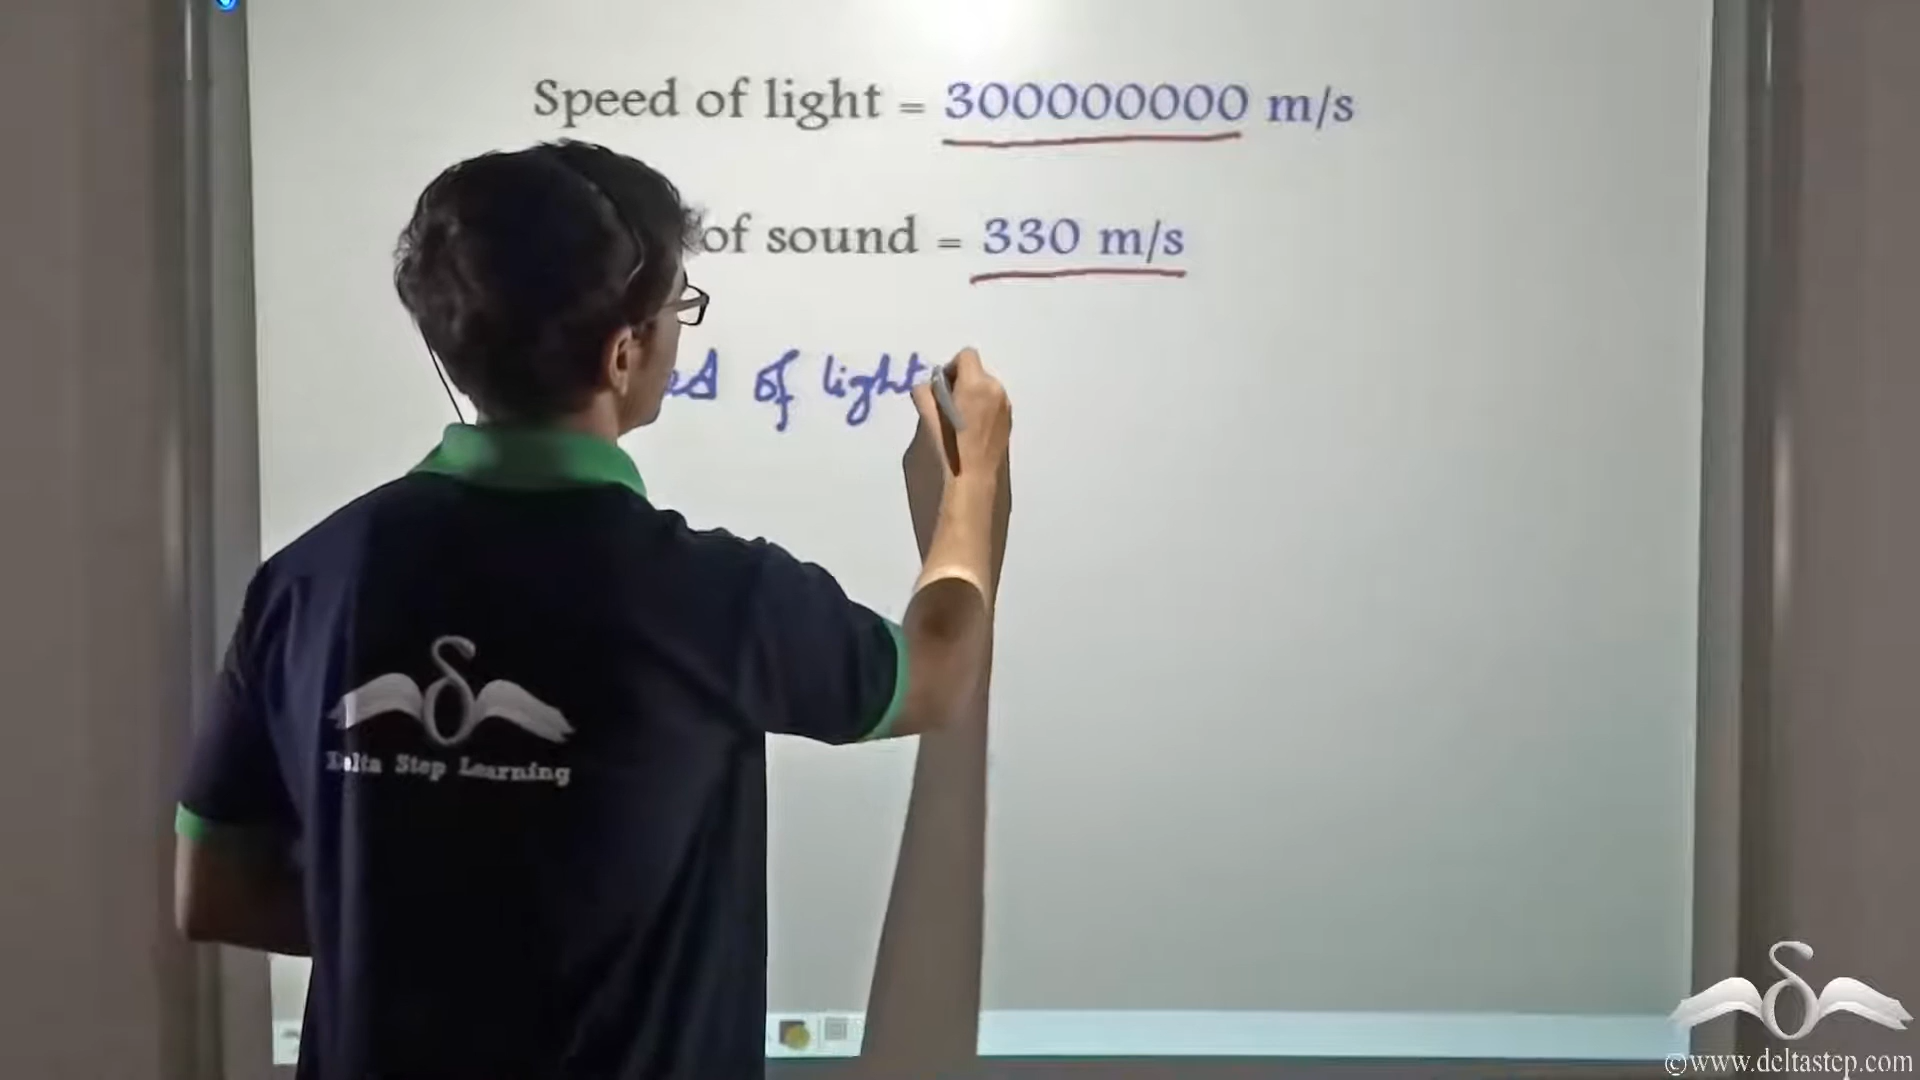 Speed of light = 300000000 m/s
of sound = 330 m/s
of light
Delta Step Learning
©www.deltastep.com